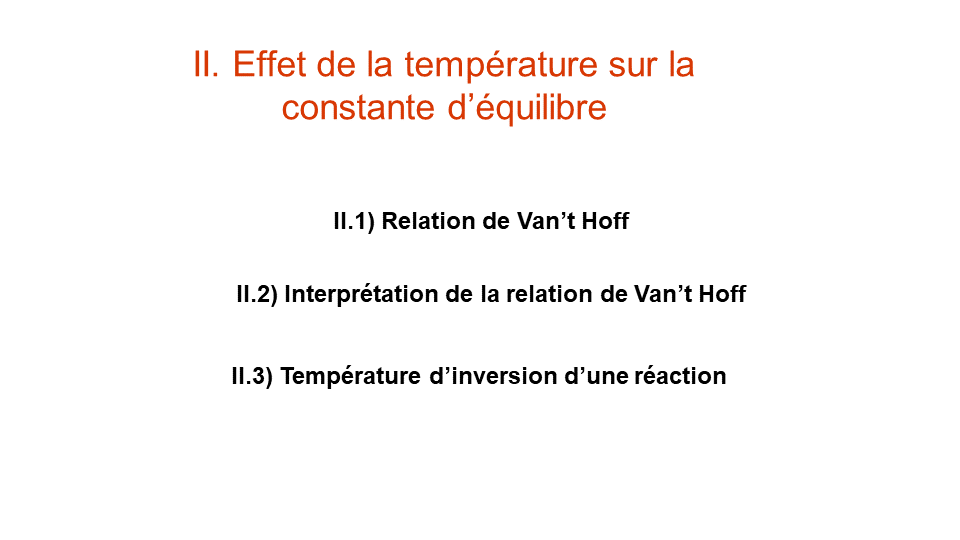 II. Effet de la température sur la
constante d’équilibre
II.1) Relation de Van’t Hoff
II.2) Interprétation de la relation de Van’t Hoff
II.3) Température d’inversion d’une réaction